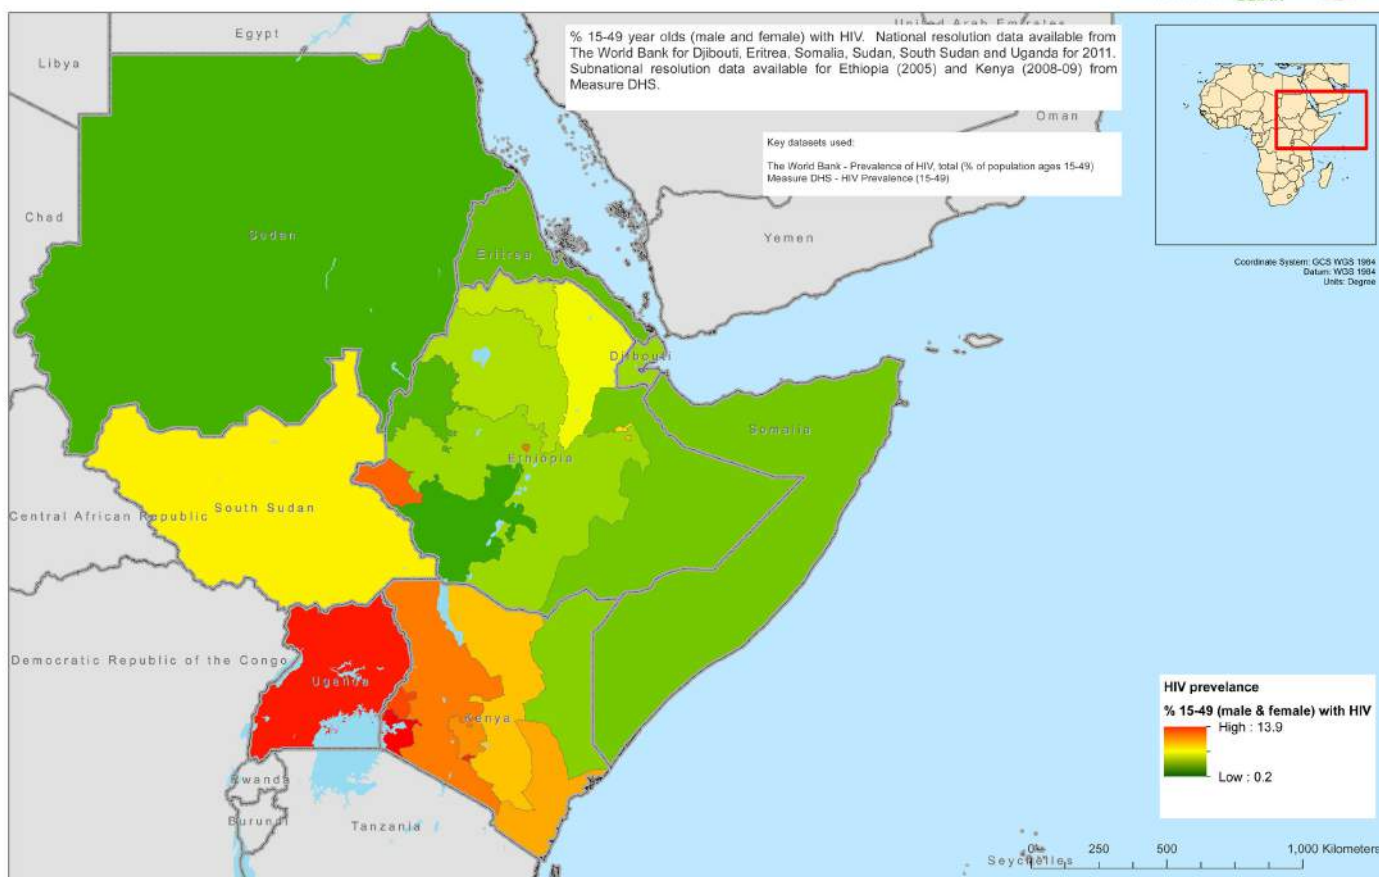 Egypt
Libya
United Arab Emirates
% 15-49 year olds (male and female) with HIV. National resolution data available from
The World Bank for Djibouti, Eritrea, Somalia, Sudan, South Sudan and Uganda for 2011.
Subnational resolution data available for Ethiopia (2005) and Kenya (2008-09) from
Measure DHS.
Oman
Key datasets used:
The World Bank - Prevalence of HIV, total (% of population ages 15-49)
Measure DHS - HIV Prevalence (15-49)
Chad
Sudan
Yemen
Eritrea
Coordinate System: GCS WGS 1984
Datum: WGS 1984
Units: Degree
Djibouti
Somalia
Ethiopia
South Sudan
Central African Republic
Democratic Republic of the Congo
Uganda
Kenya
HIV prevelance
% 15-49 (male & female) with HIV
High : 13.9
Low : 0.2
Rwanda
Burundi
Tanzania
Seychelles
0 250 500 1,000 Kilometers